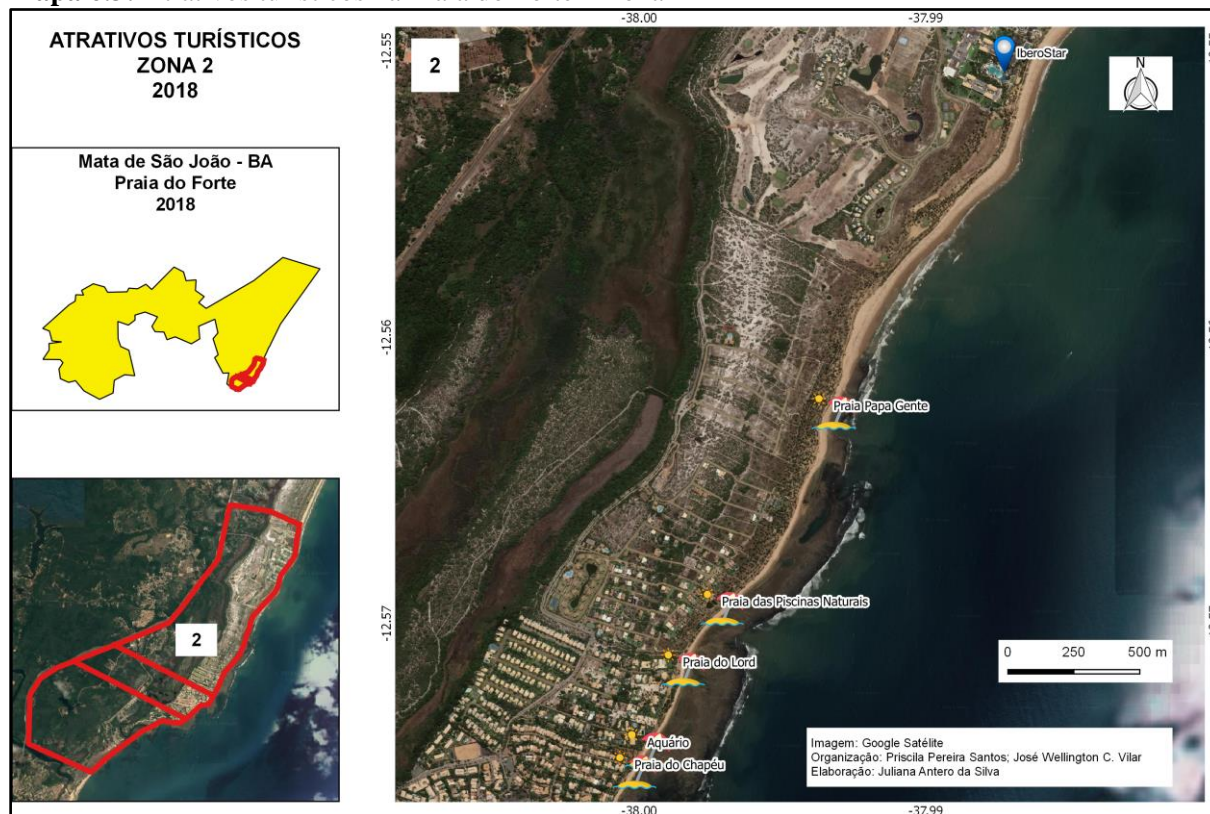 ATRATIVOS TURÍSTICOS
ZONA 2
2018
Mata de São João - BA
Praia do Forte
2018
2
-38.00
-37.99
-12.55
2
IberoStar
N
-12.56
Praia Papa Gente
-12.57
Praia das Piscinas Naturais
Praia do Lord
Aquário
Praia do Chapéu
0 250 500 m
Imagem: Google Satélite
Organização: Priscila Pereira Santos; José Wellington C. Vilar
Elaboração: Juliana Antero da Silva
-38.00
-37.99